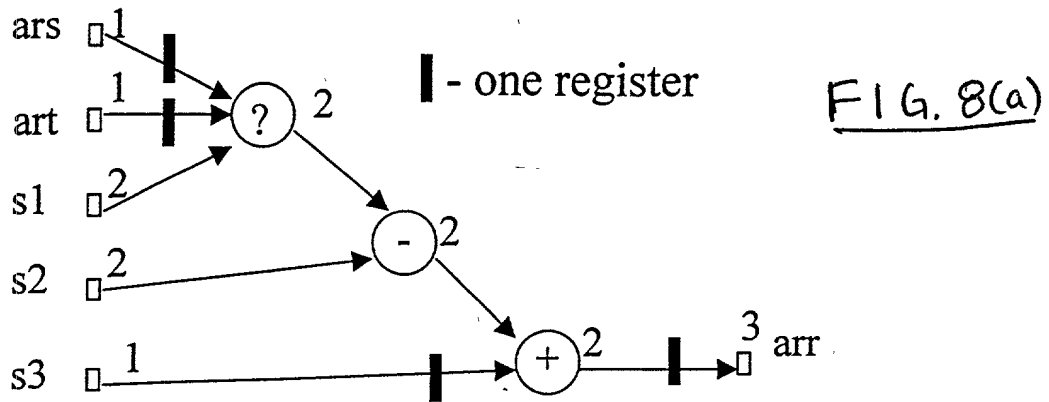 ars 1
art 1
? 2
s1 2
- 2
s2 2
s3 1
+ 2
3 arr
- one register
FIG. 8(a)